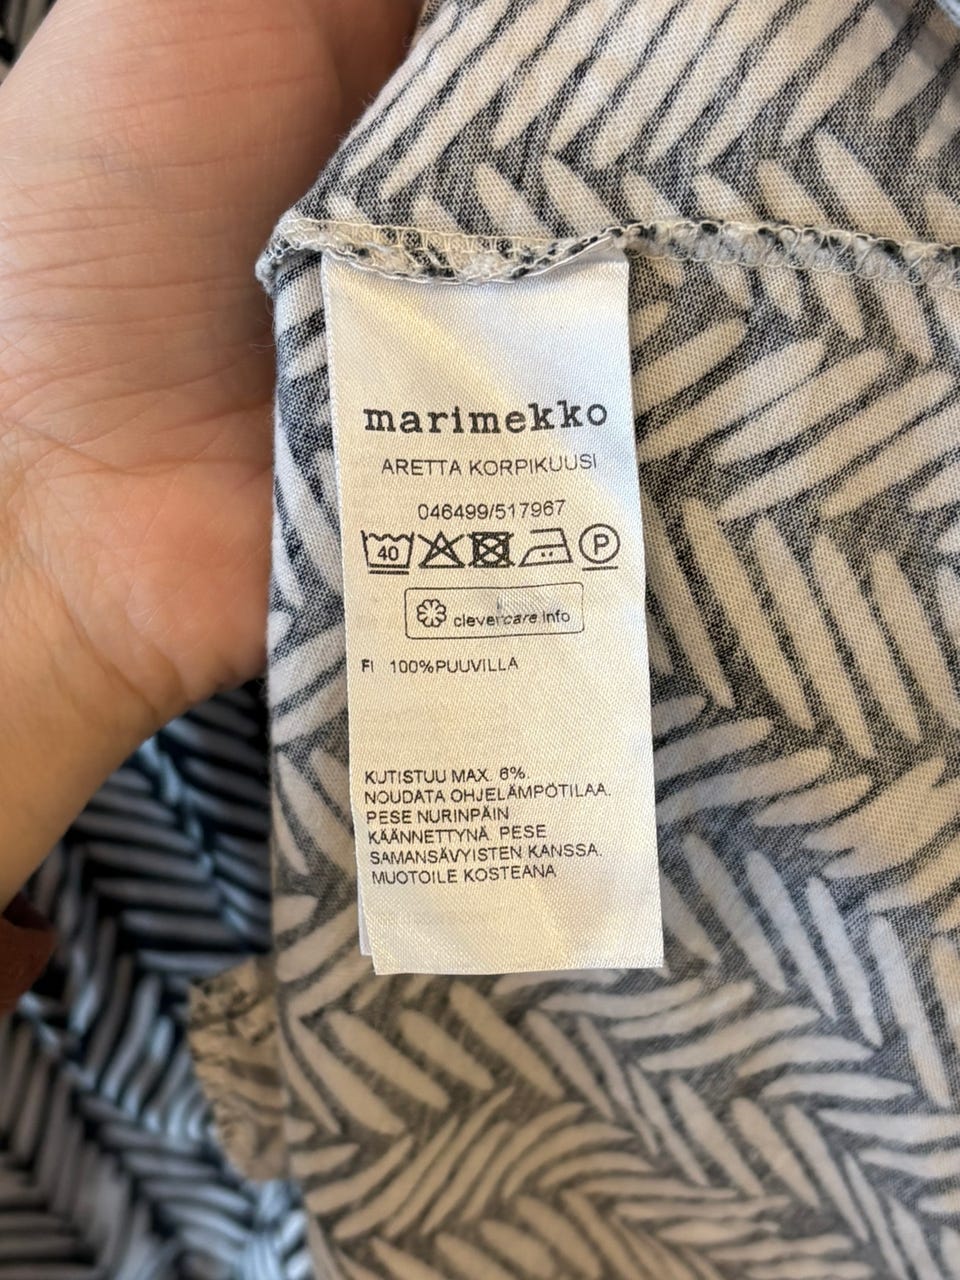 marimekko
ARETTA KORPIKUUSI
046499/517967
40 P
clevercare info
FI 100%PUUVILLA
KUTISTUU MAX. 6%.
NOUDATA OHJELÄMPÖTILAA.
PESE NURINPÄIN
KÄÄNNETTYNÄ. PESE
SAMANSÄVYISTEN KANSSA.
MUOTOILE KOSTEANA